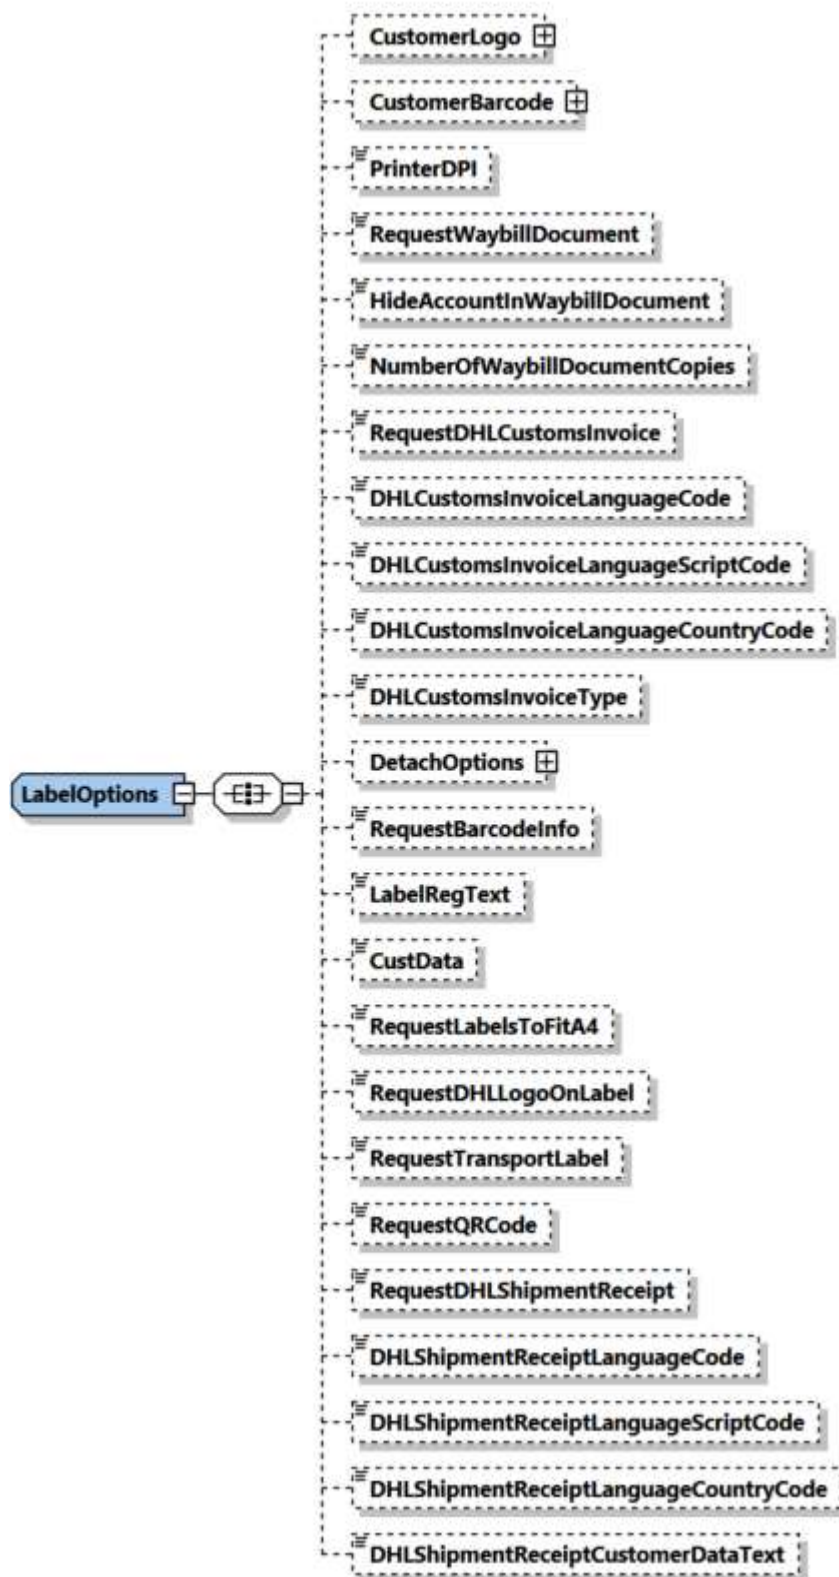 CustomerLogo
CustomerBarcode
PrinterDPI
RequestWaybillDocument
HideAccountInWaybillDocument
NumberOfWaybillDocumentCopies
RequestDHLCustomsInvoice
DHLCustomsInvoiceLanguageCode
DHLCustomsInvoiceLanguageScriptCode
DHLCustomsInvoiceLanguageCountryCode
DHLCustomsInvoiceType
DetachOptions
LabelOptions
RequestBarcodeInfo
LabelRegText
CustData
RequestLabelsToFitA4
RequestDHLLogoOnLabel
RequestTransportLabel
RequestQRCode
RequestDHLShipmentReceipt
DHLShipmentReceiptLanguageCode
DHLShipmentReceiptLanguageScriptCode
DHLShipmentReceiptLanguageCountryCode
DHLShipmentReceiptCustomerDataText